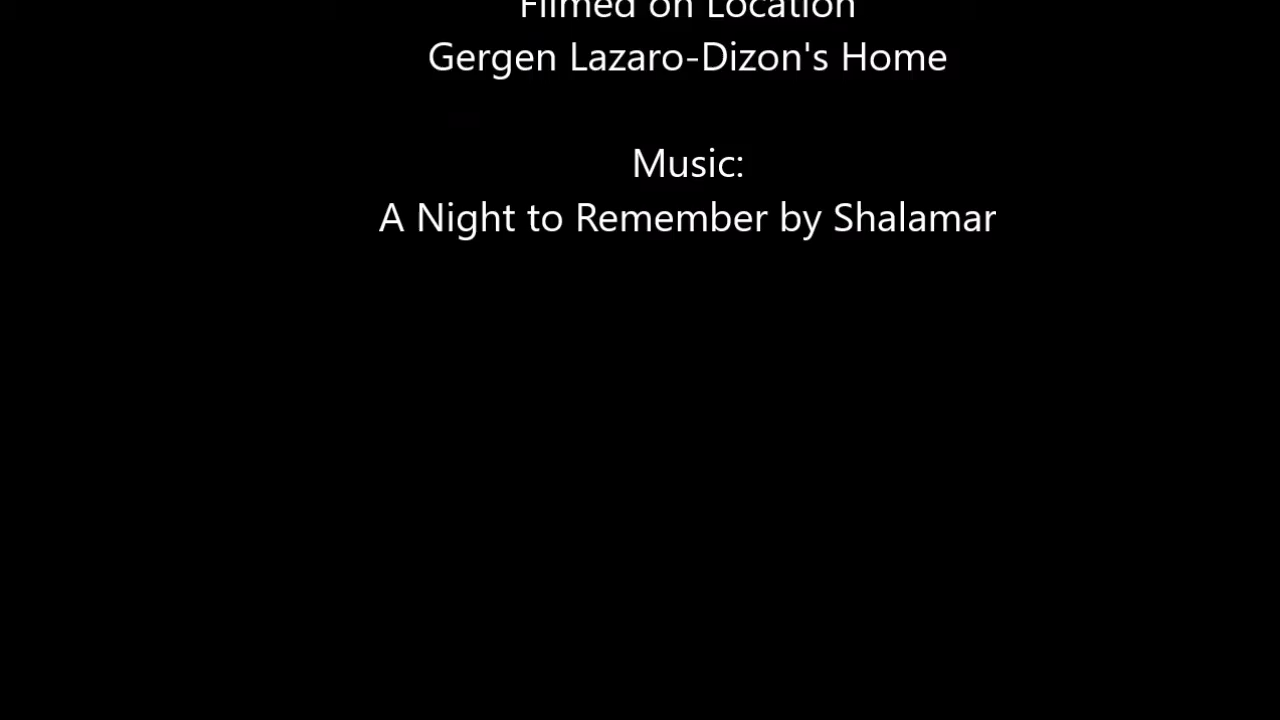 Filmed on Location
Gergen Lazaro-Dizon's Home
Music:
A Night to Remember by Shalamar